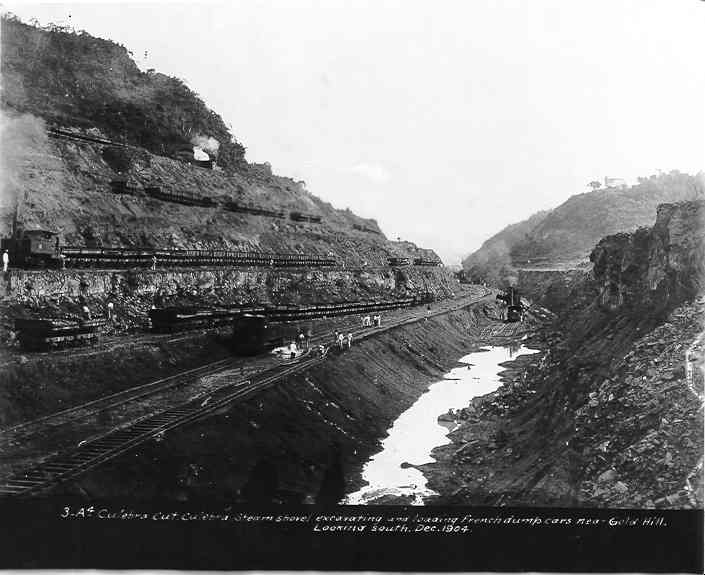 3-A4 Culebra Cut, Culebra. Steam shovel excavating and loading French dump cars near Gold Hill.
Looking south. Dec. 1904.